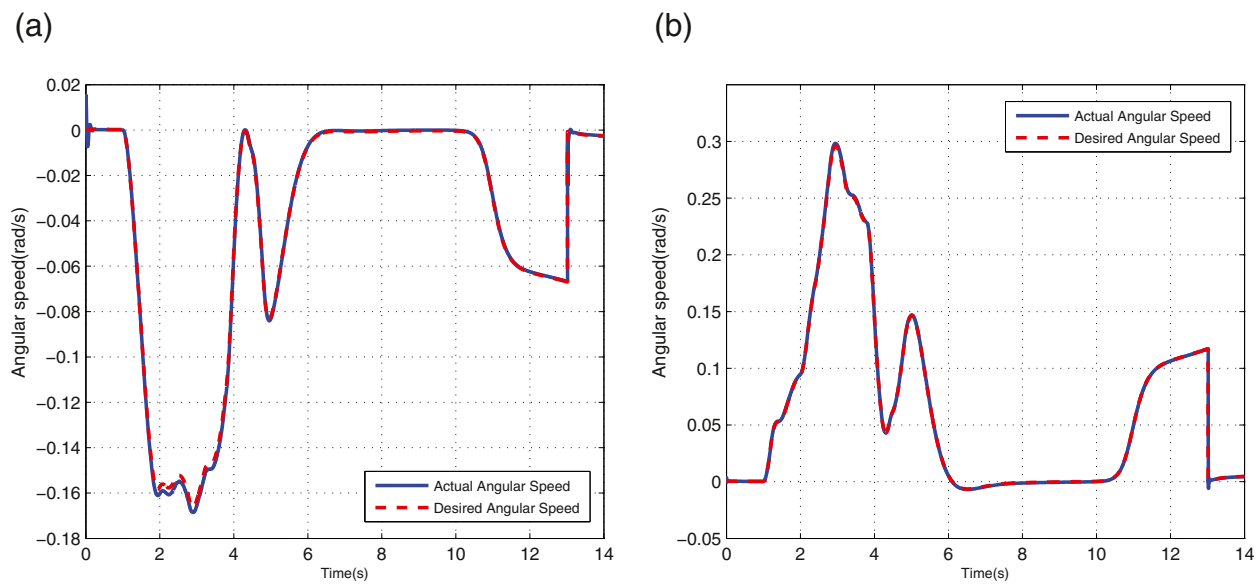 (a)
0.02
0
−0.02
−0.04
−0.06
−0.08
−0.1
−0.12
−0.14
−0.16
−0.18
Angular speed(rad/s)
0 2 4 6 8 10 12 14
Time(s)
Actual Angular Speed
Desired Angular Speed
(b)
0.3
0.25
0.2
0.15
0.1
0.05
0
−0.05
Angular speed(rad/s)
0 2 4 6 8 10 12 14
Time(s)
Actual Angular Speed
Desired Angular Speed